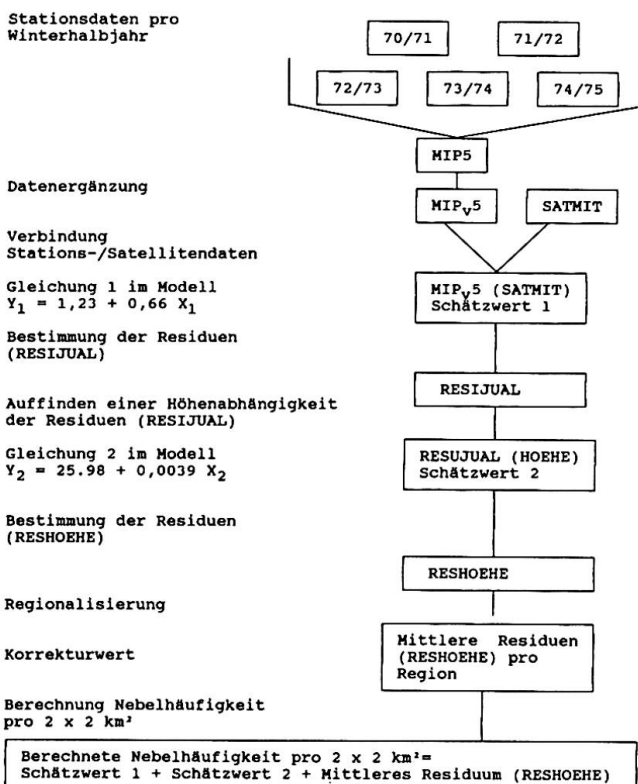 Stationsdaten pro
Winterhalbjahr
70/71
71/72
72/73
73/74
74/75
MIP5
Datenergänzung
MIPv5
SATMIT
Verbindung
Stations-/Satellitendaten
Gleichung 1 im Modell
Y1 = 1,23 + 0,66 X1
MIPv5 (SATMIT)
Schätzwert 1
Bestimmung der Residuen
(RESIJUAL)
RESIJUAL
Auffinden einer Höhenabhängigkeit
der Residuen (RESIJUAL)
Gleichung 2 im Modell
Y2 = 25.98 + 0,0039 X2
RESUJUAL (HOEHE)
Schätzwert 2
Bestimmung der Residuen
(RESHOEHE)
RESHOEHE
Regionalisierung
Korrekturwert
Mittlere Residuen
(RESHOEHE) pro
Region
Berechnung Nebelhäufigkeit
pro 2 x 2 km²
Berechnete Nebelhäufigkeit pro 2 x 2 km²=
Schätzwert 1 + Schätzwert 2 + Mittleres Residuum (RESHOEHE)